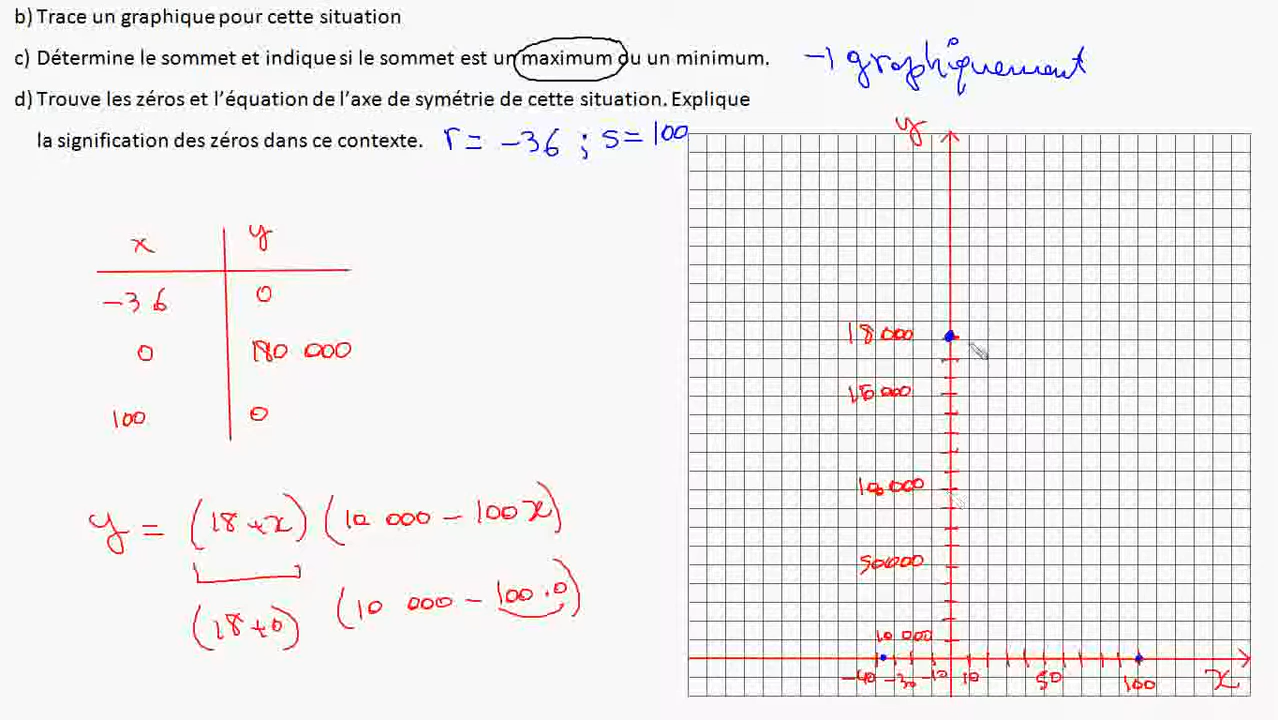 b) Trace un graphique pour cette situation
c) Détermine le sommet et indique si le sommet est un maximum ou un minimum. → graphiquement
d) Trouve les zéros et l'équation de l'axe de symétrie de cette situation. Explique
la signification des zéros dans ce contexte. r = -36 ; s = 100
y
x y
-36 0
0 180 000
100 0
y = (18+x) (10 000 - 100x)
(18+0) (10 000 - 100.0)
18 000
15 000
10 000
50000
10 000
-40 -30 -10 10 50 100 x